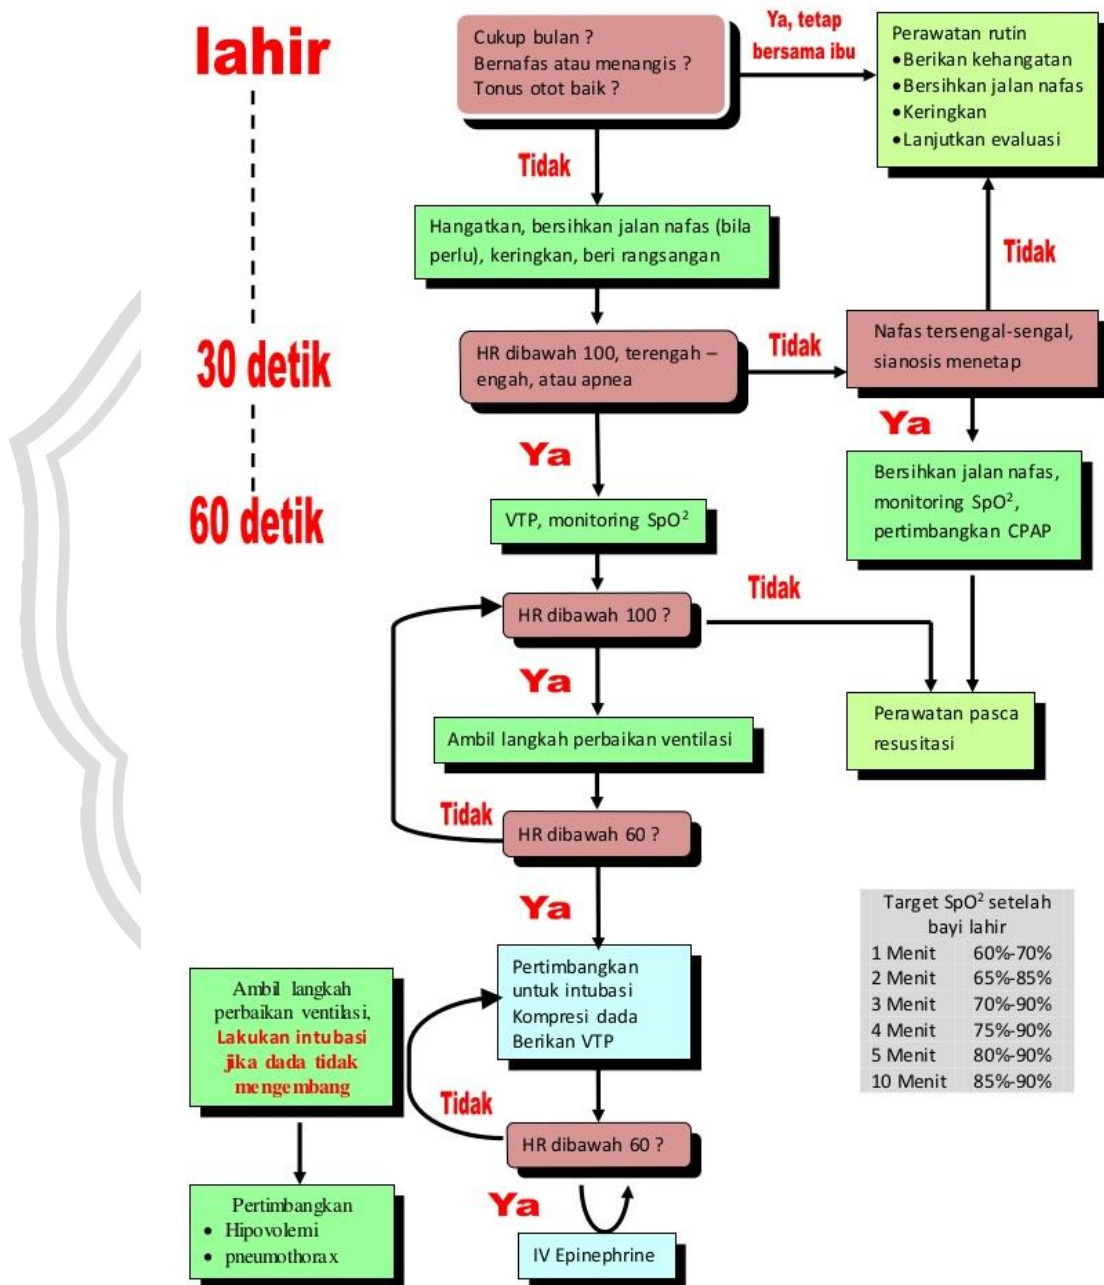 lahir
Cukup bulan ?
Bernafas atau menangis ?
Tonus otot baik ?
Ya, tetap
bersama ibu
Perawatan rutin
•Berikan kehangatan
•Bersihkan jalan nafas
•Keringkan
•Lanjutkan evaluasi
Tidak
Hangatkan, bersihkan jalan nafas (bila
perlu), keringkan, beri rangsangan
Tidak
30 detik
HR dibawah 100, terengah –
engah, atau apnea
Tidak
Nafas tersengal-sengal,
sianosis menetap
Ya
Ya
Bersihkan jalan nafas,
monitoring SpO²,
pertimbangkan CPAP
60 detik
VTP, monitoring SpO²
HR dibawah 100 ?
Tidak
Ya
Perawatan pasca
resusitasi
Ambil langkah perbaikan ventilasi
Tidak
HR dibawah 60 ?
Ya
Target SpO² setelah
bayi lahir
1 Menit 60%-70%
2 Menit 65%-85%
3 Menit 70%-90%
4 Menit 75%-90%
5 Menit 80%-90%
10 Menit 85%-90%
Pertimbangkan
untuk intubasi
Kompresi dada
Berikan VTP
Ambil langkah
perbaikan ventilasi,
Lakukan intubasi
jika dada tidak
mengembang
Tidak
HR dibawah 60 ?
Ya
Pertimbangkan
• Hipovolemi
• pneumothorax
IV Epinephrine